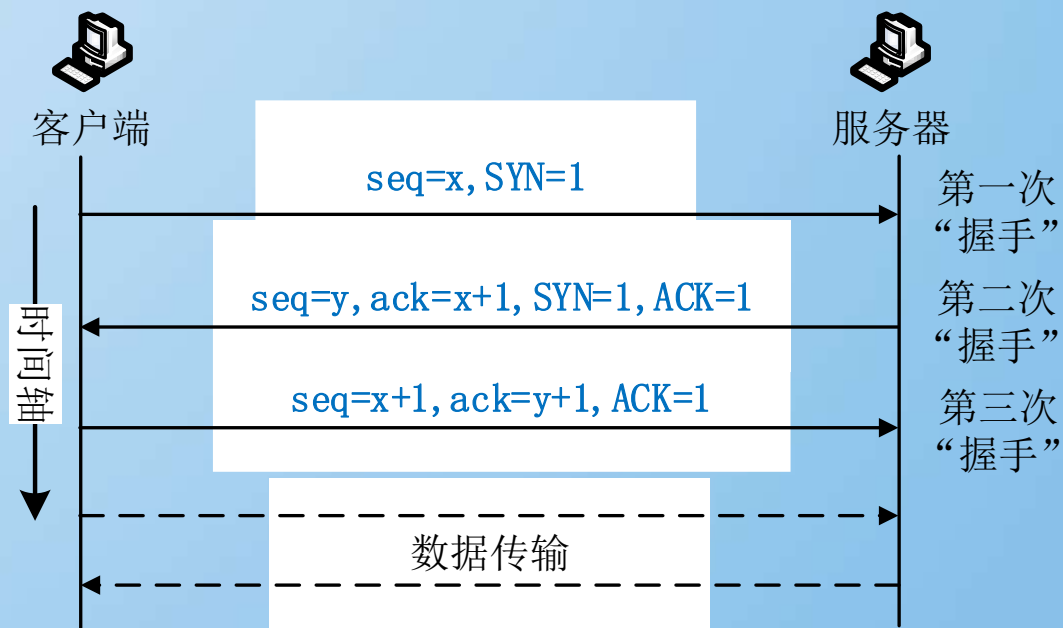 客户端
服务器
seq=x,SYN=1
第一次
“握手”
seq=y,ack=x+1,SYN=1,ACK=1
第二次
“握手”
时间轴
seq=x+1,ack=y+1,ACK=1
第三次
“握手”
数据传输